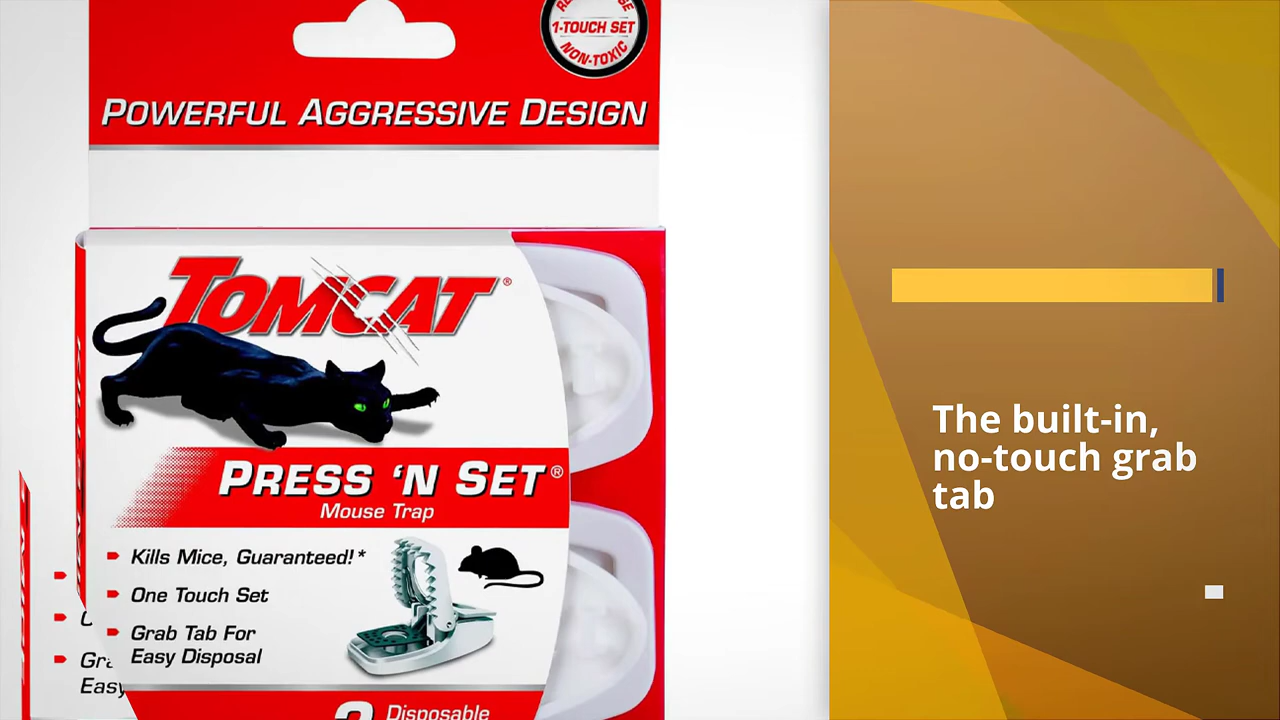 1-TOUCH SET
NON-TOXIC
POWERFUL AGGRESSIVE DESIGN
TOMCAT®
PRESS 'N SET®
Mouse Trap
Kills Mice, Guaranteed!*
One Touch Set
Grab Tab For
Easy Disposal
Disposable
Easy
The built-in,
no-touch grab
tab